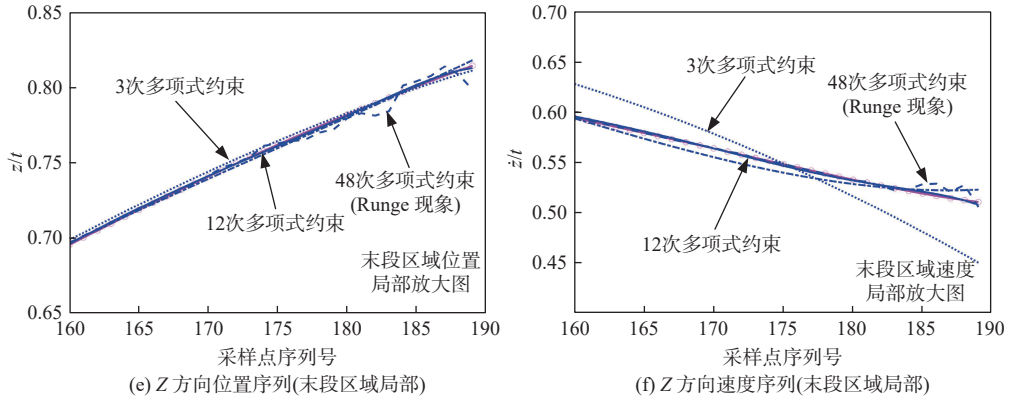 0.85
0.80
0.75
0.70
0.65
z/t
3次多项式约束
48次多项式约束
(Runge 现象)
12次多项式约束
末段区域位置
局部放大图
160 165 170 175 180 185 190
采样点序列号
(e) Z 方向位置序列(末段区域局部)
0.70
0.60
0.55
0.50
0.45
ż/t
3次多项式约束
48次多项式约束
(Runge 现象)
12次多项式约束
末段区域速度
局部放大图
160 165 170 175 180 185 190
采样点序列号
(f) Z 方向速度序列(末段区域局部)